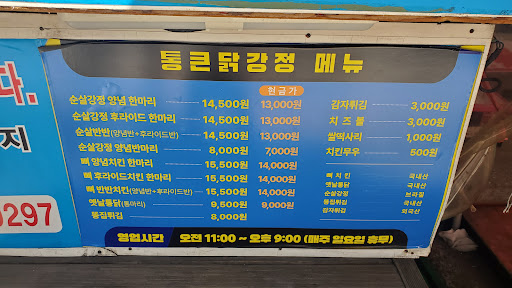 통큰닭강정 메뉴
현금가
순살강정 양념 한마리 14,500원 13,000원
순살강정 후라이드 한마리 14,500원 13,000원
순살반반(양념반+후라이드반) 14,500원 13,000원
순살강정 양념반마리 8,000원 7,000원
뼈 양념치킨 한마리 15,500원 14,000원
뼈 후라이드치킨 한마리 15,500원 14,000원
뼈 반반치킨(양념반+후라이드반) 15,500원 14,000원
옛날통닭(통마리) 9,500원 9,000원
똥집튀김 8,000원
감자튀김 3,000원
치즈볼 3,000원
쌀떡사리 1,000원
치킨무우 500원
뼈치킨 국내산
옛날통닭 국내산
순살강정 브라질
똥집튀김 국내산
감자튀김 외국산
영업시간 오전 11:00 ~ 오후 9:00 (매주 일요일 휴무)
다.
지
0297